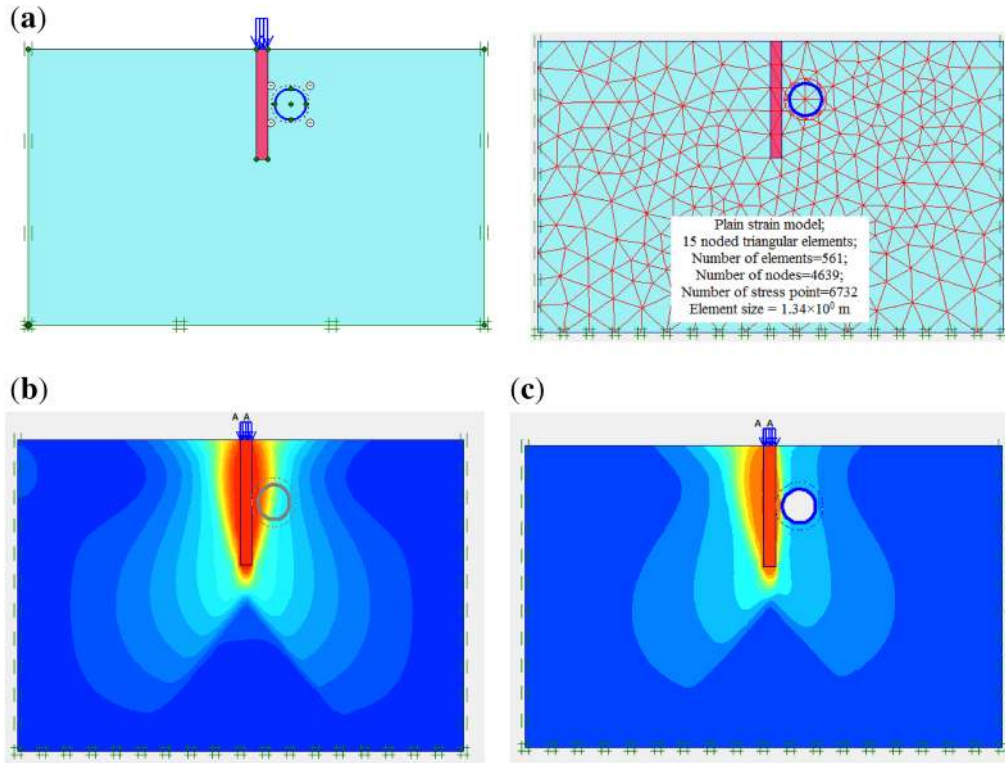 (a)
Plain strain model;
15 noded triangular elements;
Number of elements=561;
Number of nodes=4639;
Number of stress point=6732
Element size = 1.34×10⁰ m
(b)
(c)
A A
A A